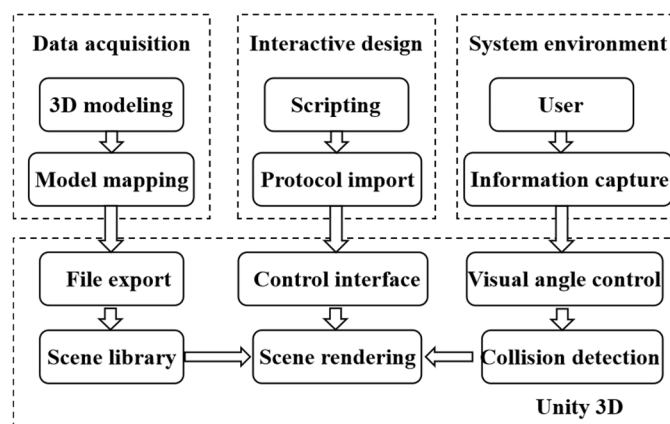 Data acquisition
Interactive design
System environment
3D modeling
Scripting
User
Model mapping
Protocol import
Information capture
File export
Control interface
Visual angle control
Scene library
Scene rendering
Collision detection
Unity 3D